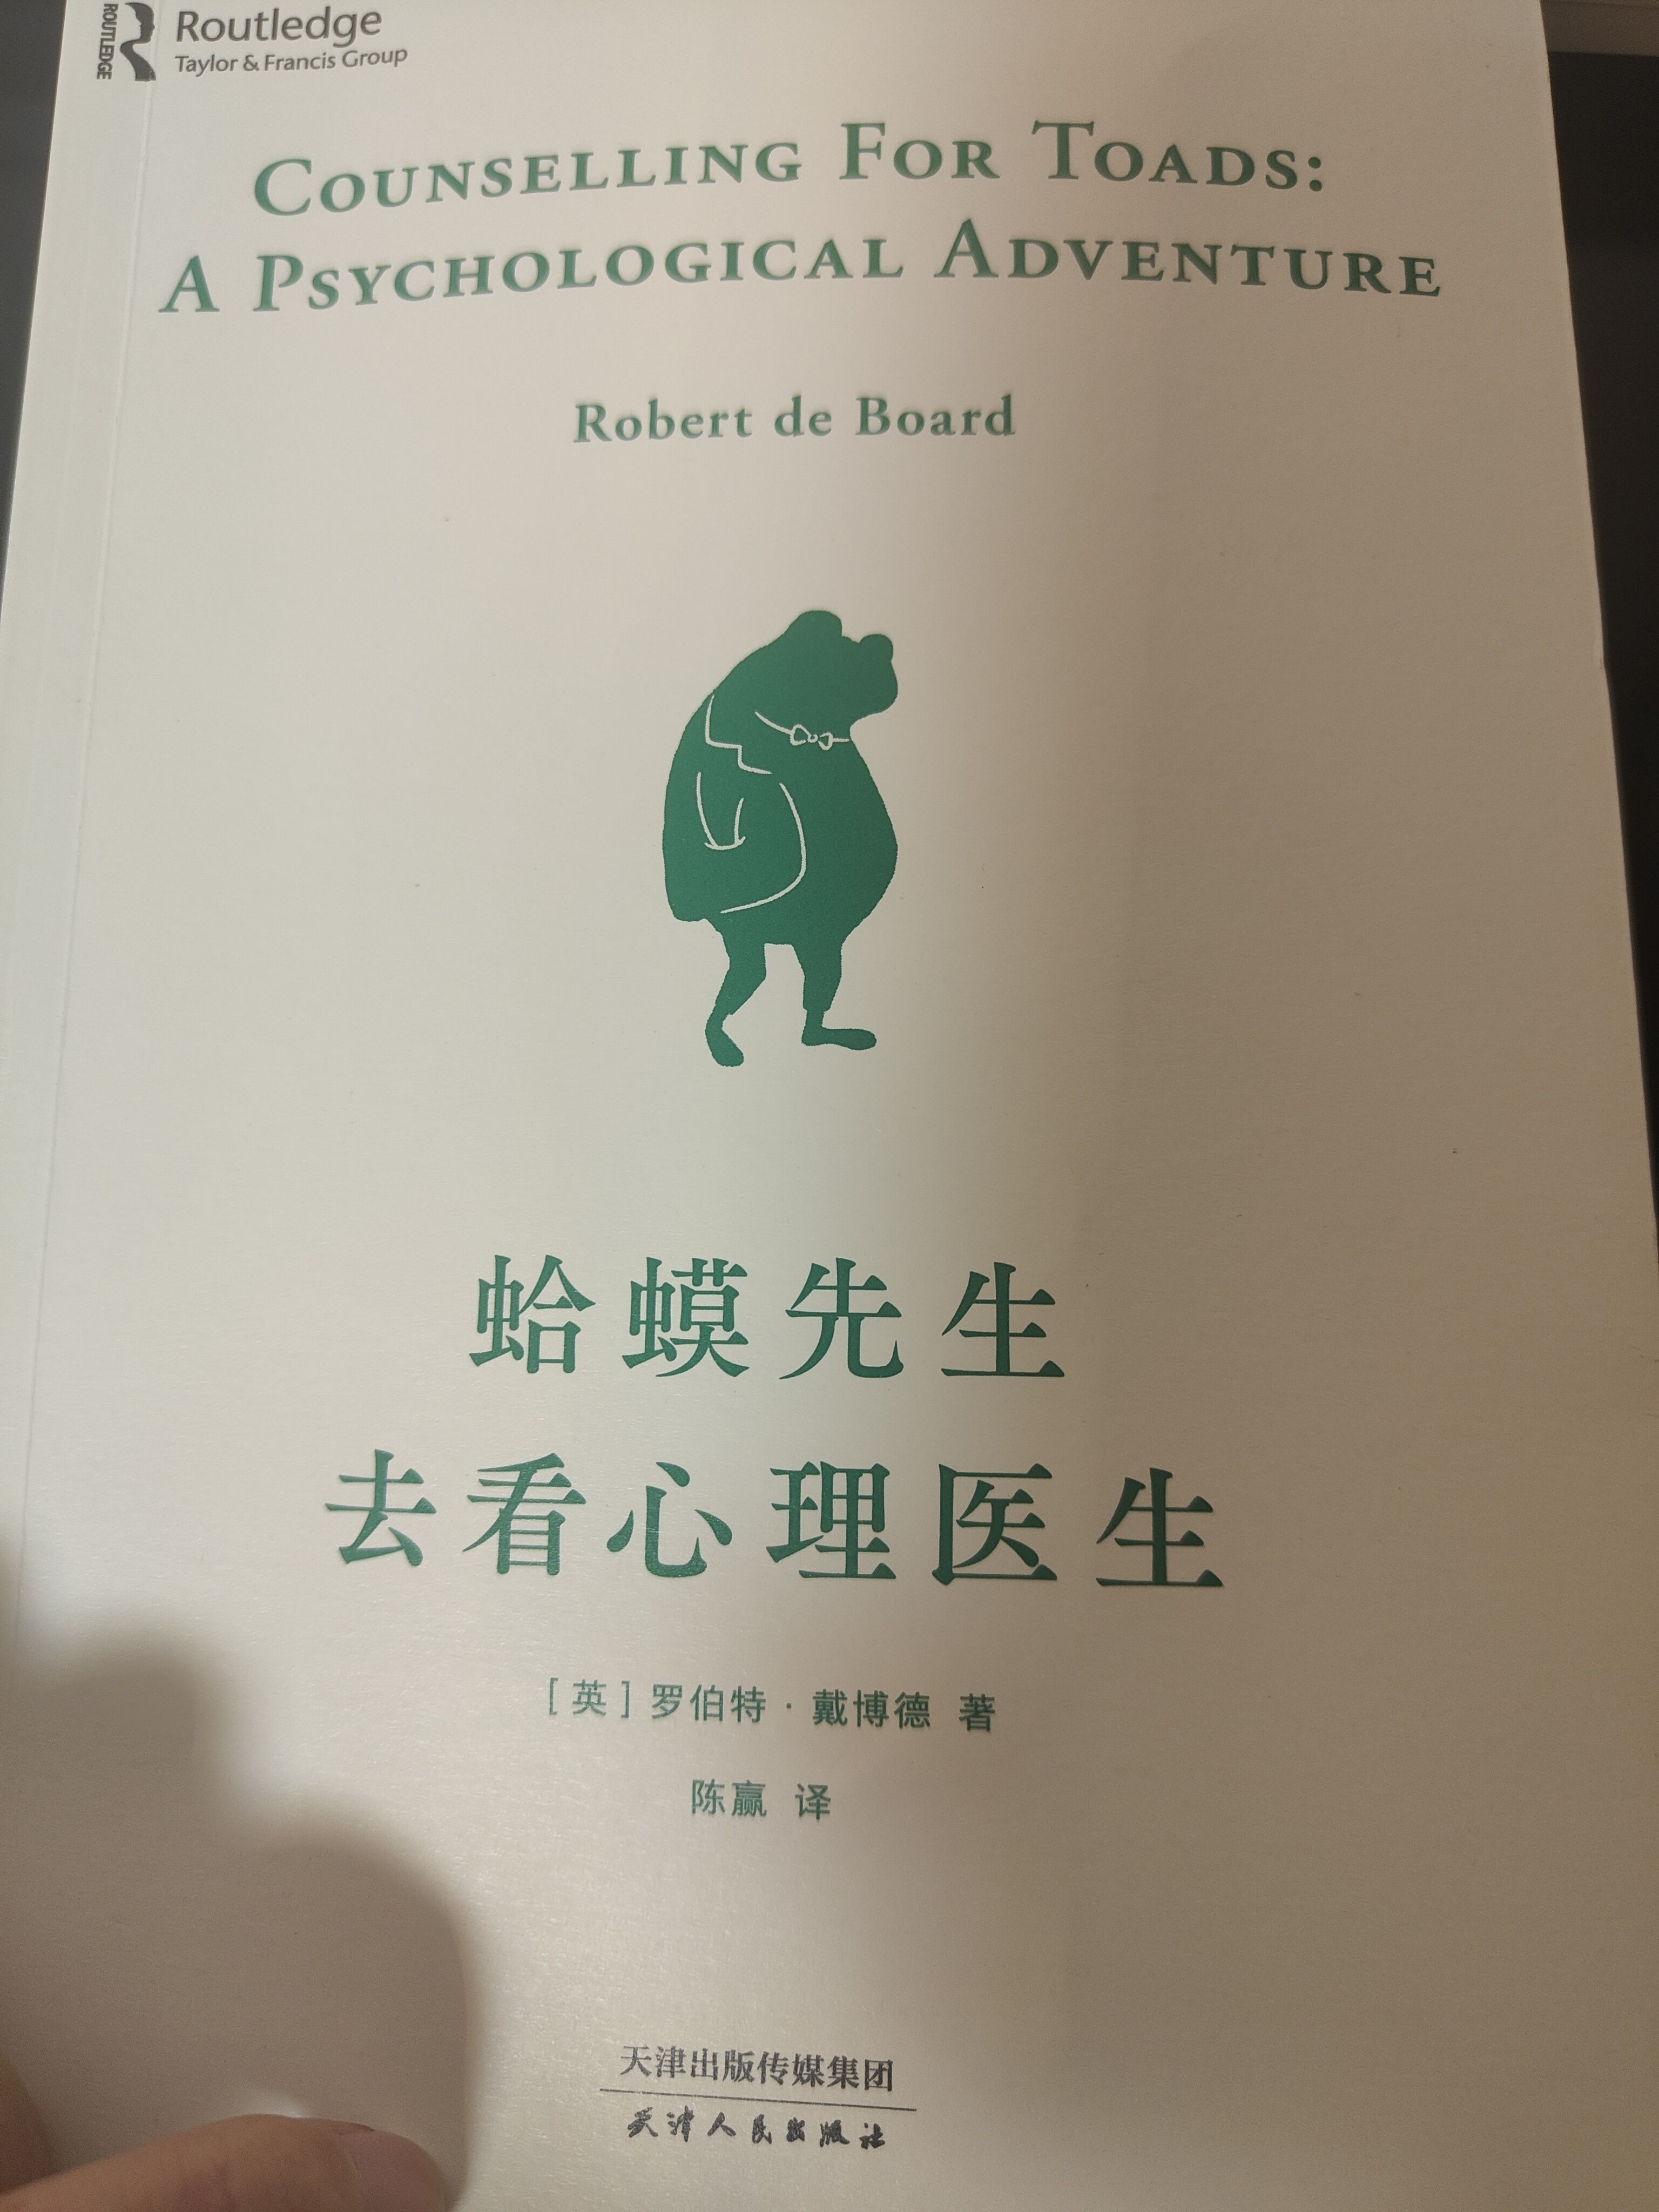 ROUTLEDGE
Routledge
Taylor & Francis Group
COUNSELLING FOR TOADS:
A PSYCHOLOGICAL ADVENTURE
Robert de Board
蛤蟆先生
去看心理医生
［英］罗伯特·戴博德 著
陈赢 译
天津出版传媒集团
天津人民出版社